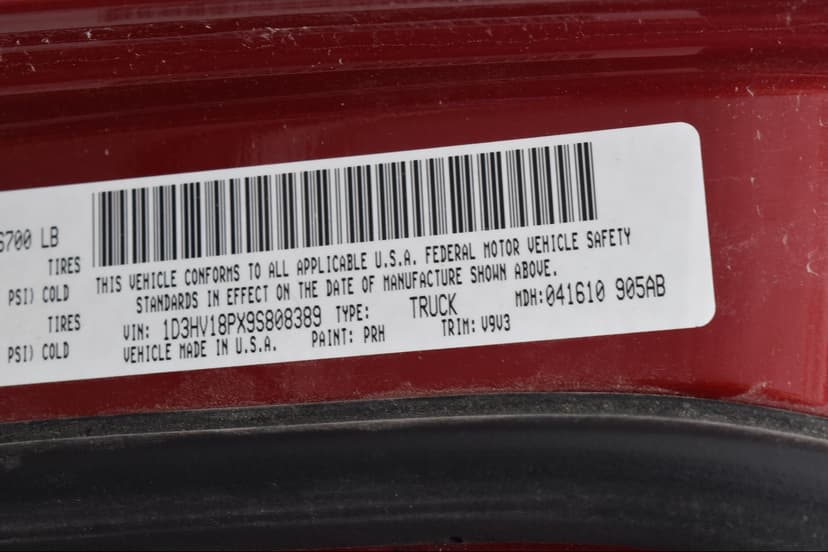 6700 LB
TIRES
PSI) COLD
TIRES
PSI) COLD
THIS VEHICLE CONFORMS TO ALL APPLICABLE U.S.A. FEDERAL MOTOR VEHICLE SAFETY
STANDARDS IN EFFECT ON THE DATE OF MANUFACTURE SHOWN ABOVE.
VIN: 1D3HV18PX9S808389 TYPE: TRUCK MDH:041610 905AB
VEHICLE MADE IN U.S.A. PAINT: PRH TRIM: V9V3